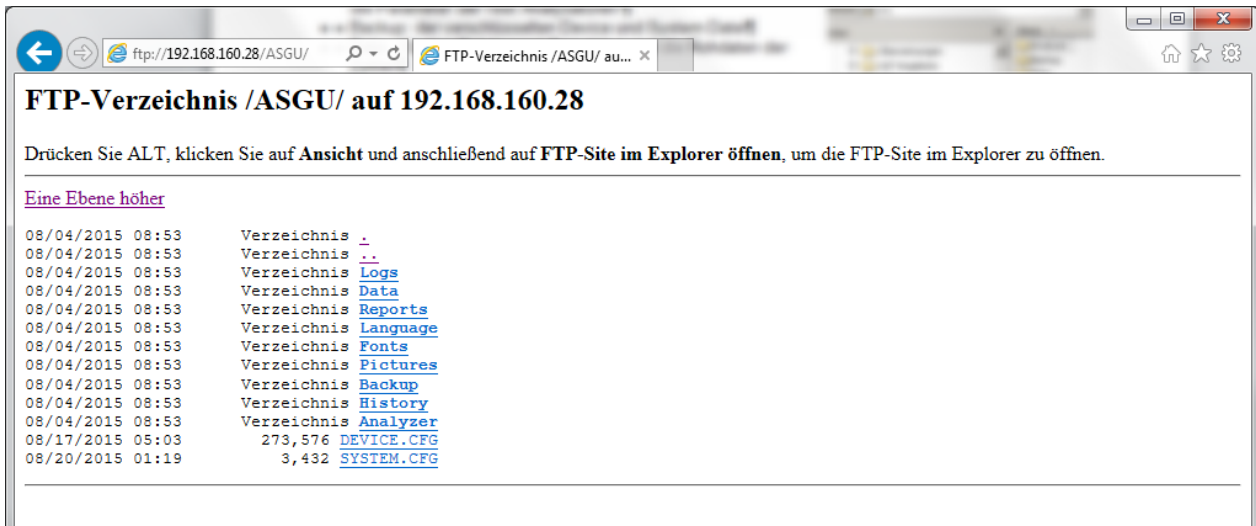 ftp://192.168.160.28/ASGU/
FTP-Verzeichnis /ASGU/ au...
FTP-Verzeichnis /ASGU/ auf 192.168.160.28
Drücken Sie ALT, klicken Sie auf Ansicht und anschließend auf FTP-Site im Explorer öffnen, um die FTP-Site im Explorer zu öffnen.
Eine Ebene höher
08/04/2015 08:53 Verzeichnis .
08/04/2015 08:53 Verzeichnis ..
08/04/2015 08:53 Verzeichnis Logs
08/04/2015 08:53 Verzeichnis Data
08/04/2015 08:53 Verzeichnis Reports
08/04/2015 08:53 Verzeichnis Language
08/04/2015 08:53 Verzeichnis Fonts
08/04/2015 08:53 Verzeichnis Pictures
08/04/2015 08:53 Verzeichnis Backup
08/04/2015 08:53 Verzeichnis History
08/04/2015 08:53 Verzeichnis Analyzer
08/17/2015 05:03 273,576 DEVICE.CFG
08/20/2015 01:19 3,432 SYSTEM.CFG